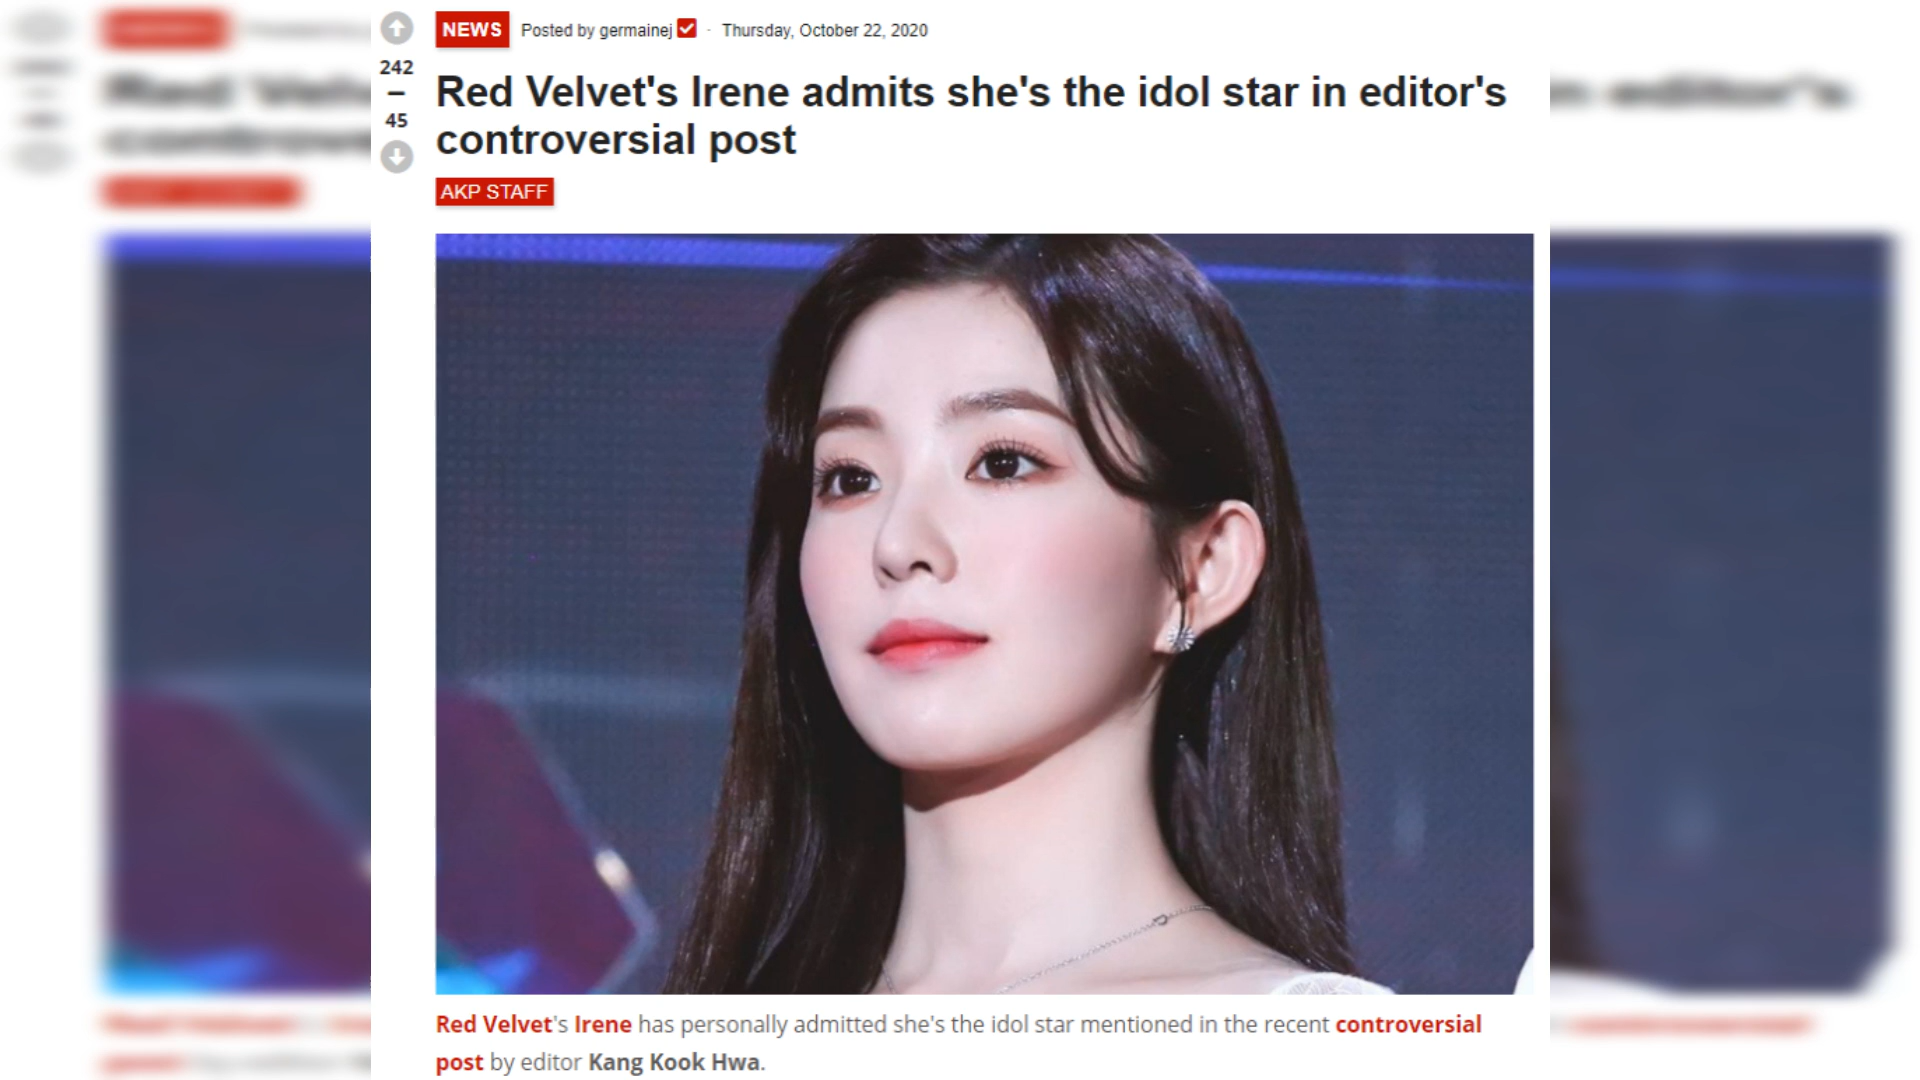 NEWS Posted by germainej · Thursday, October 22, 2020
242
–
45
Red Velvet's Irene admits she's the idol star in editor's
controversial post
AKP STAFF
Red Velvet's Irene has personally admitted she's the idol star mentioned in the recent controversial
post by editor Kang Kook Hwa.